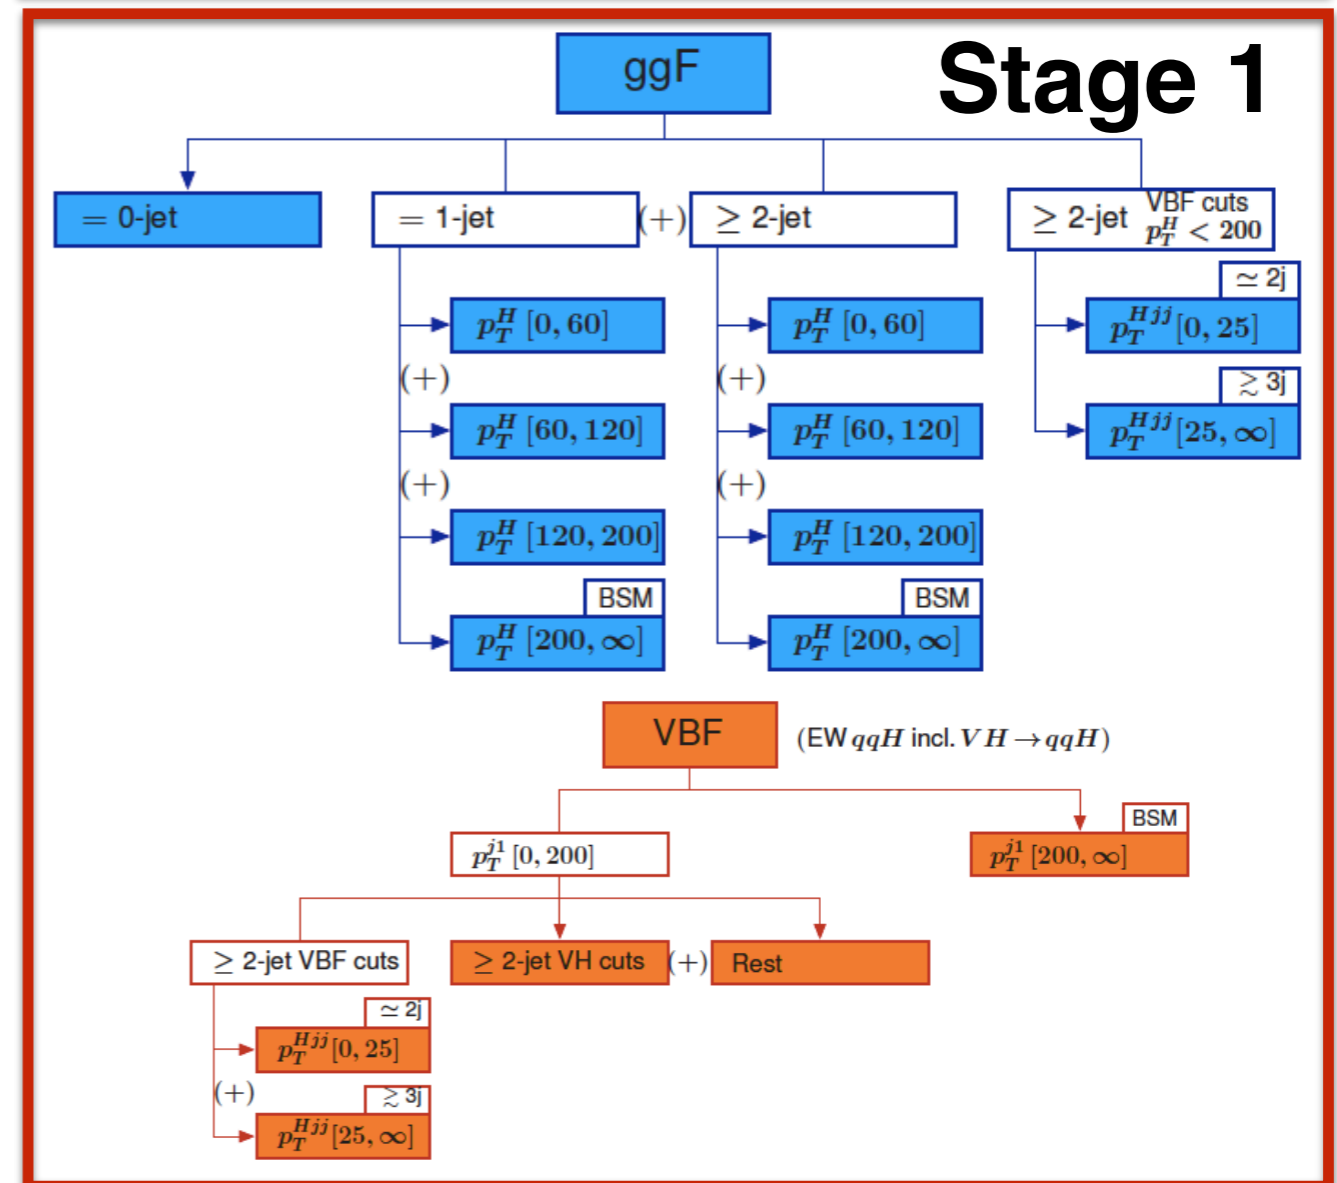 ggF
Stage 1
= 0-jet
= 1-jet
(+)
≥ 2-jet
≥ 2-jet VBF cuts
p_T^H < 200
p_T^H [0, 60]
(+)
p_T^H [60, 120]
(+)
p_T^H [120, 200]
BSM
p_T^H [200, ∞]
p_T^H [0, 60]
(+)
p_T^H [60, 120]
(+)
p_T^H [120, 200]
BSM
p_T^H [200, ∞]
≃ 2j
p_T^{Hjj} [0, 25]
≳ 3j
p_T^{Hjj} [25, ∞]
VBF
(EW qqH incl. VH → qqH)
p_T^{j1} [0, 200]
BSM
p_T^{j1} [200, ∞]
≥ 2-jet VBF cuts
≥ 2-jet VH cuts
(+)
Rest
≃ 2j
p_T^{Hjj} [0, 25]
(+)
≳ 3j
p_T^{Hjj} [25, ∞]